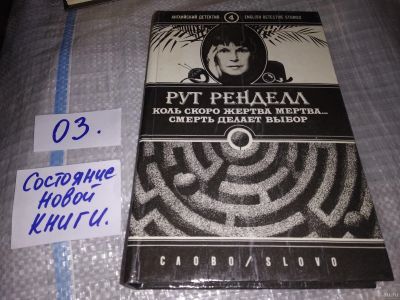 АНГЛИЙСКИЙ ДЕТЕКТИВ 4 ENGLISH DETECTIVE STORIES
РУТ РЕНДЕЛЛ
КОЛЬ СКОРО ЖЕРТВА МЕРТВА...
СМЕРТЬ ДЕЛАЕТ ВЫБОР
СЛОВО / SLOVO
03.
Состояние
новой
книги.